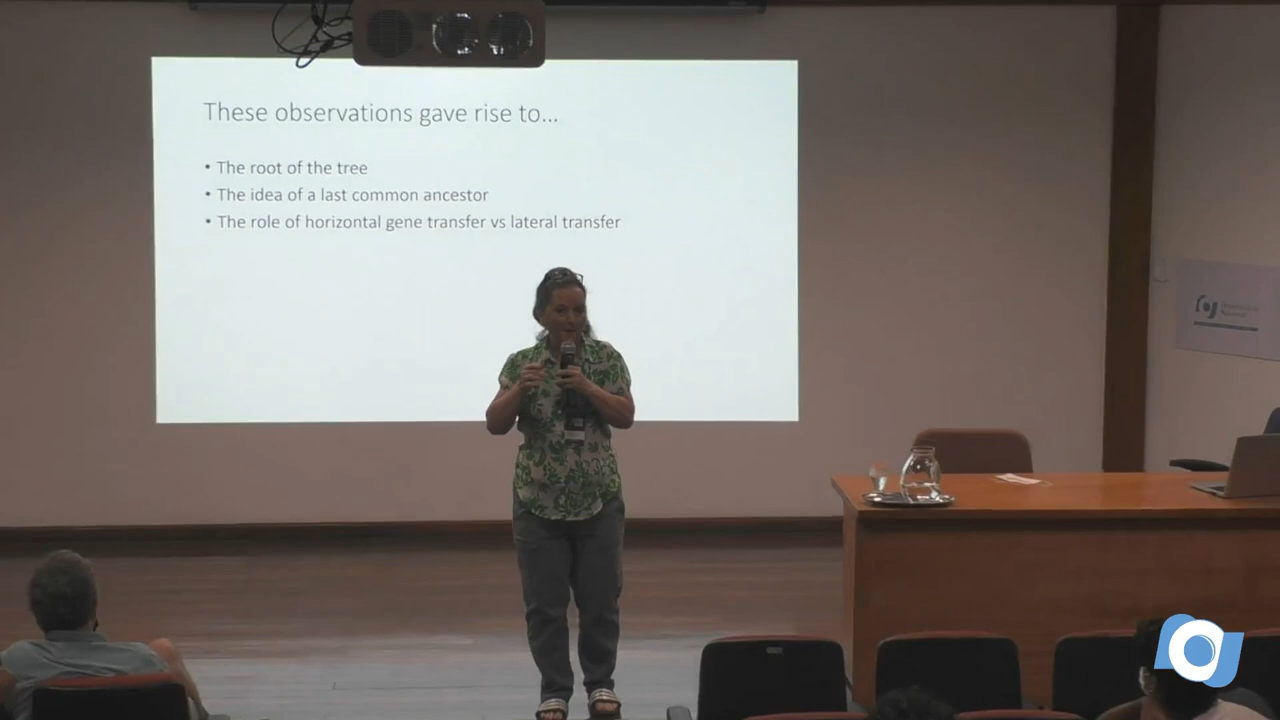 These observations gave rise to...
• The root of the tree
• The idea of a last common ancestor
• The role of horizontal gene transfer vs lateral transfer